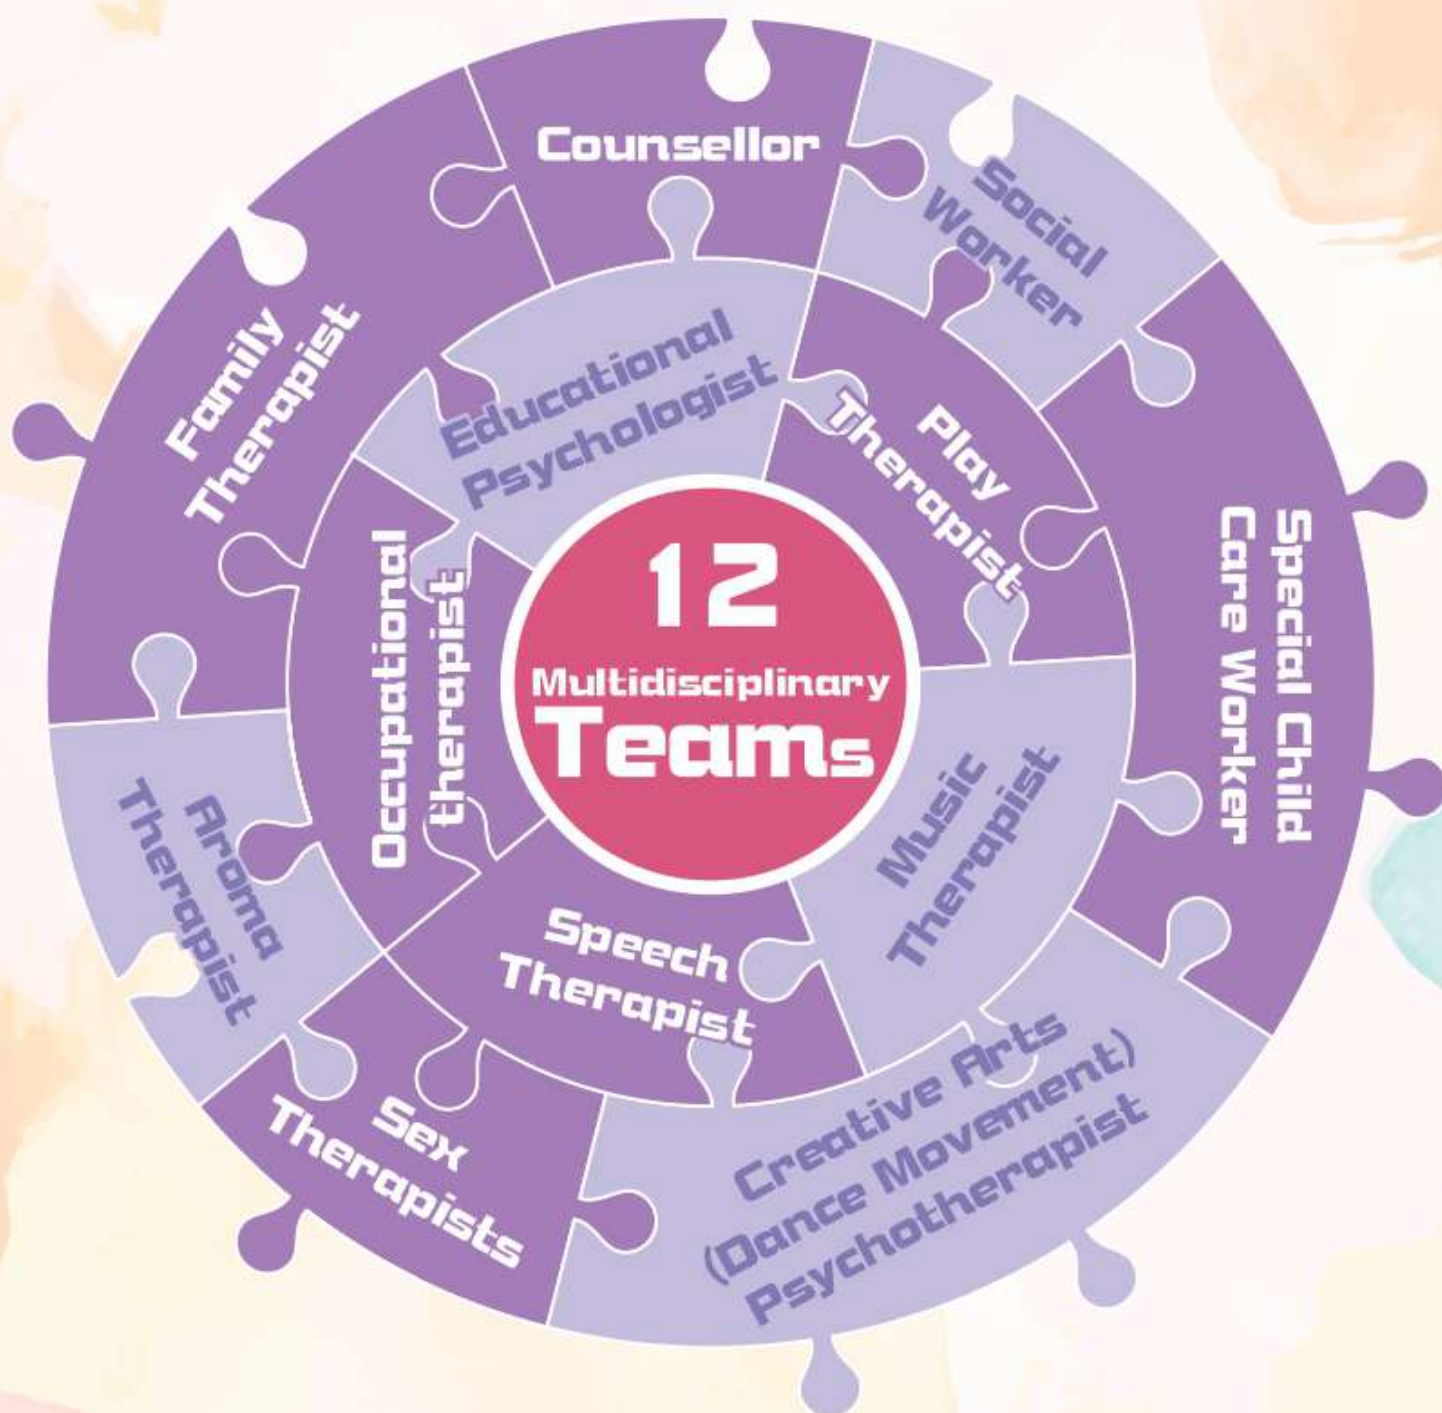 12
Multidisciplinary
Teams
Counsellor
Social
Worker
Special Child
Care Worker
Creative Arts
(Dance Movement)
Psychotherapist
Sex
Therapists
Aroma
Therapist
Family
Therapist
Educational
Psychologist
Play
Therapist
Music
Therapist
Speech
Therapist
Occupational
therapist